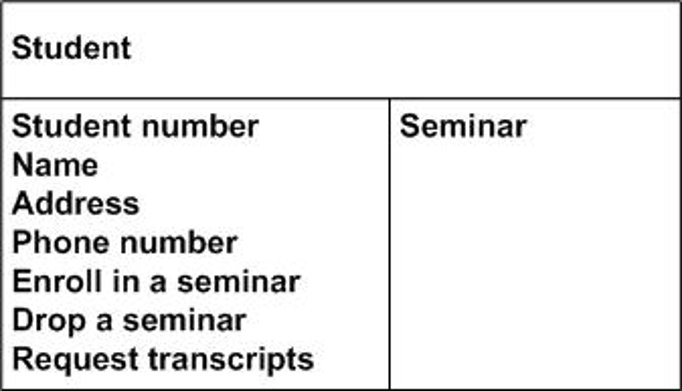 Student
Student number
Name
Address
Phone number
Enroll in a seminar
Drop a seminar
Request transcripts
Seminar